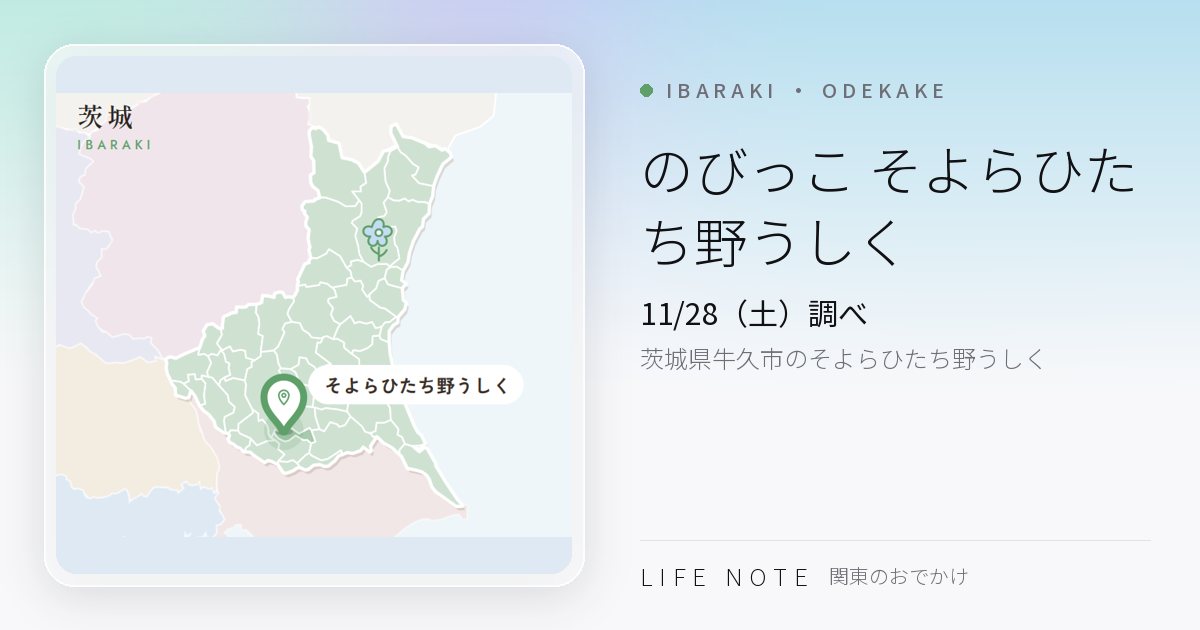 茨城
IBARAKI
そよらひたち野うしく
IBARAKI • ODEKAKE
のびっこ そよらひた
ち野うしく
11/28（土）調べ
茨城県牛久市のそよらひたち野うしく
LIFE NOTE 関東のおでかけ